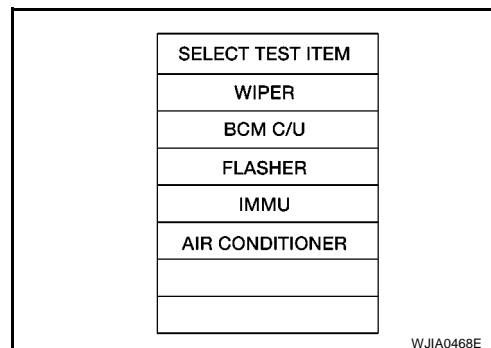 SELECT TEST ITEM
WIPER
BCM C/U
FLASHER
IMMU
AIR CONDITIONER
WJIA0468E